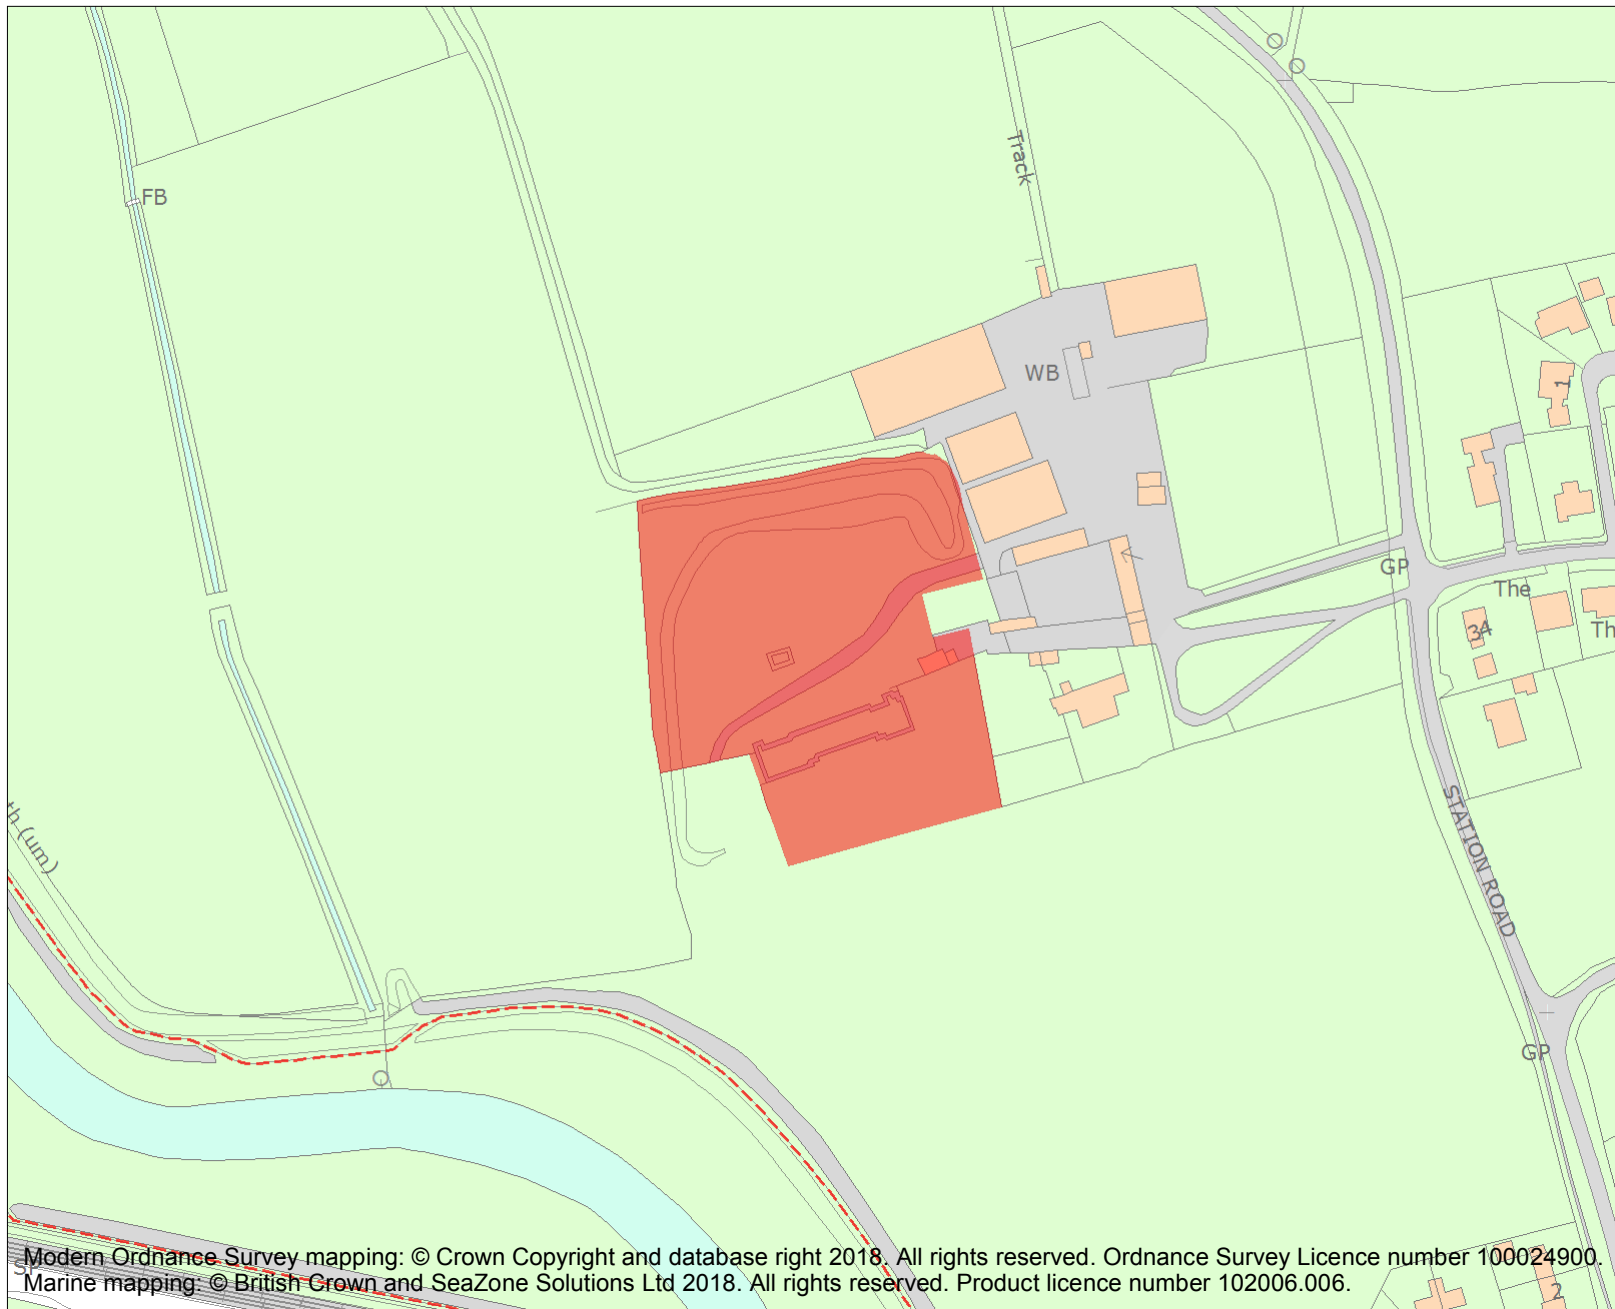 Track
FB
WB
1
GP
The
34
Th
th (um)
STATION ROAD
GP
2
Modern Ordnance Survey mapping: © Crown Copyright and database right 2018. All rights reserved. Ordnance Survey Licence number 100024900.
Marine mapping: © British Crown and SeaZone Solutions Ltd 2018. All rights reserved. Product licence number 102006.006.